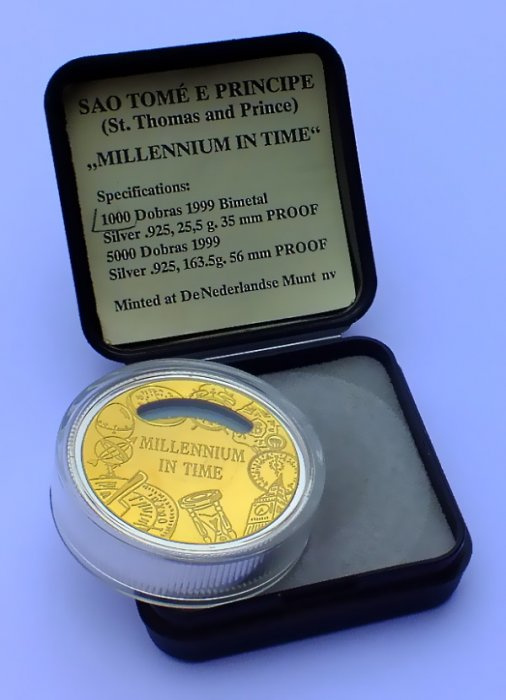 SAO TOMÉ E PRINCIPE
(St. Thomas and Prince)
„MILLENNIUM IN TIME“
Specifications:
1000 Dobras 1999 Bimetal
Silver .925, 25,5 g. 35 mm PROOF
5000 Dobras 1999
Silver .925, 163.5g. 56 mm PROOF
Minted at De Nederlandse Munt nv
MILLENNIUM
IN TIME